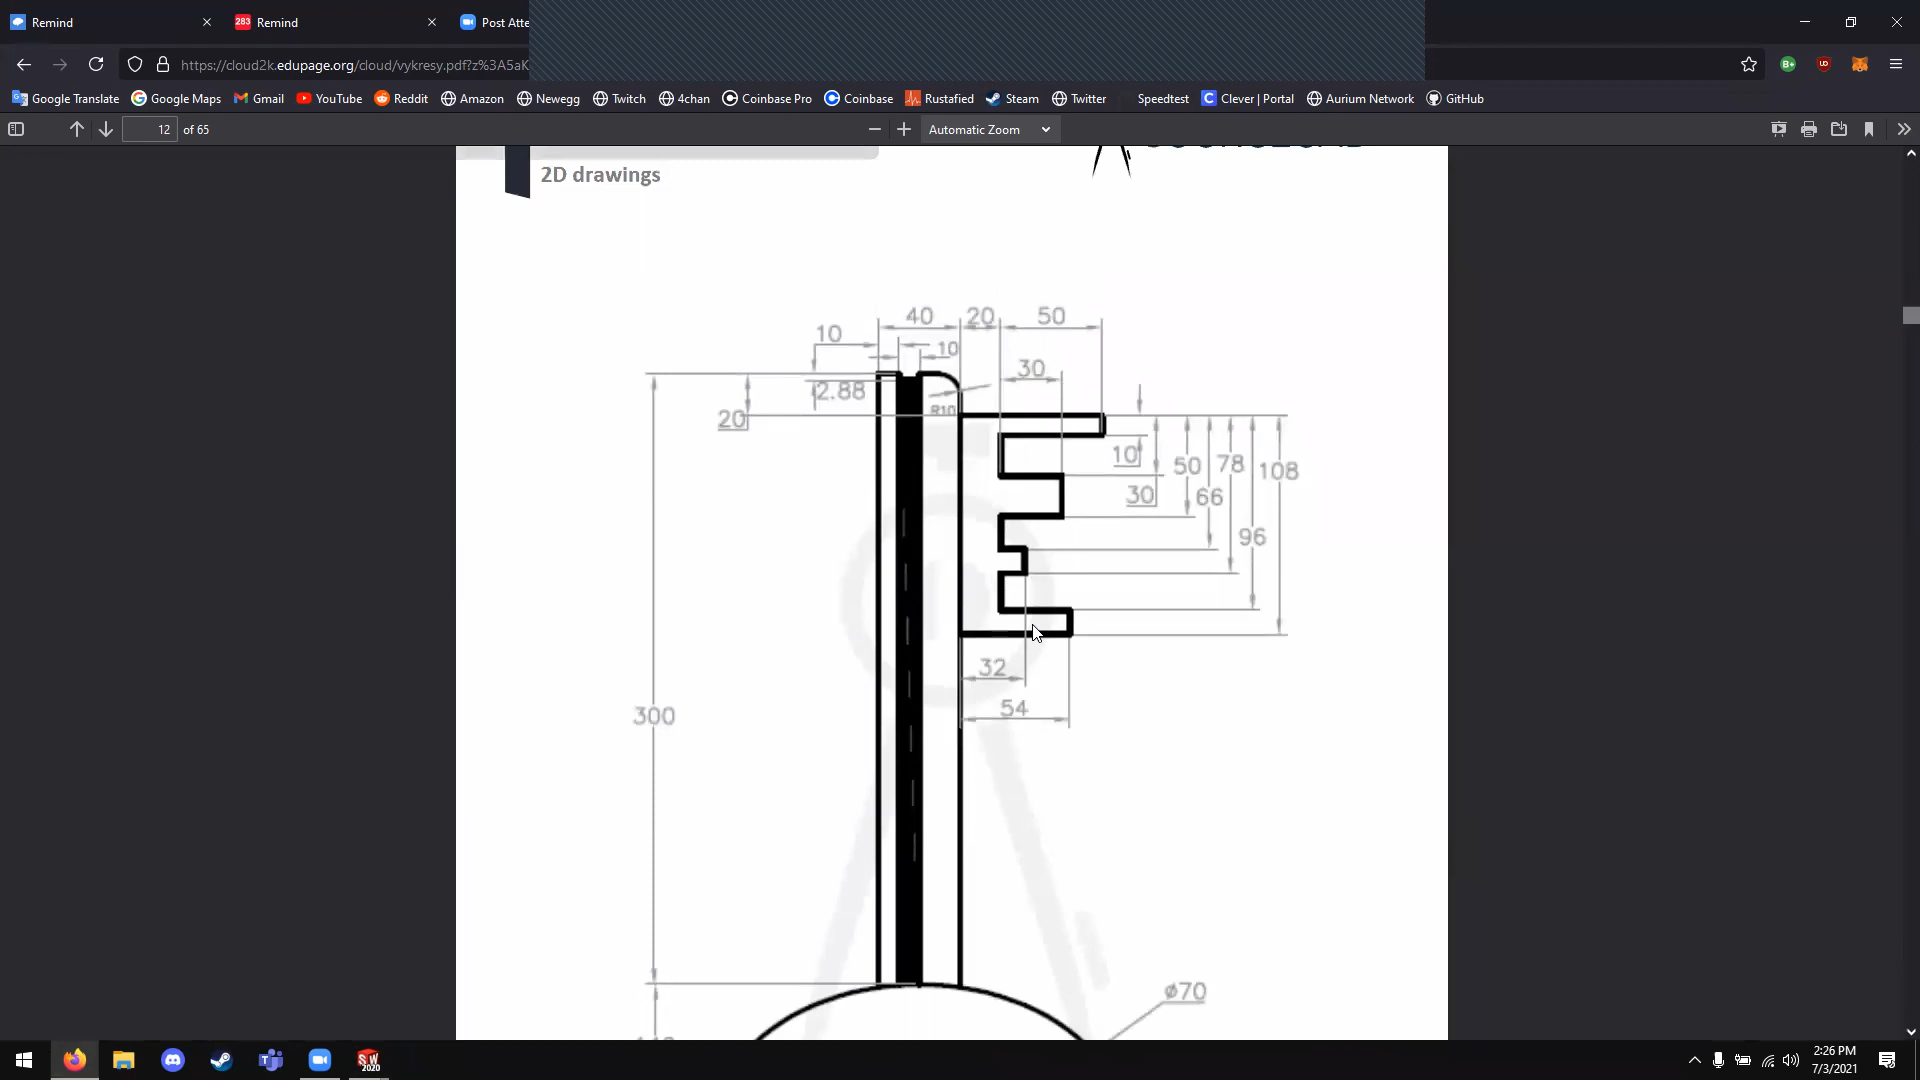 Remind
283
Remind
Post Atte
https://cloud2k.edupage.org/cloud/vykresy.pdf?z%3A5aK
Google Translate Google Maps Gmail YouTube Reddit Amazon Newegg Twitch 4chan Coinbase Pro Coinbase Rustafied Steam Twitter Speedtest Clever | Portal Aurium Network GitHub
12 of 65
Automatic Zoom
2D drawings
40 20 50
10
10
30
2.88
20
R10
10
50 78 108
30 66
96
32
54
300
ø70
SW
2020
2:26 PM
7/3/2021